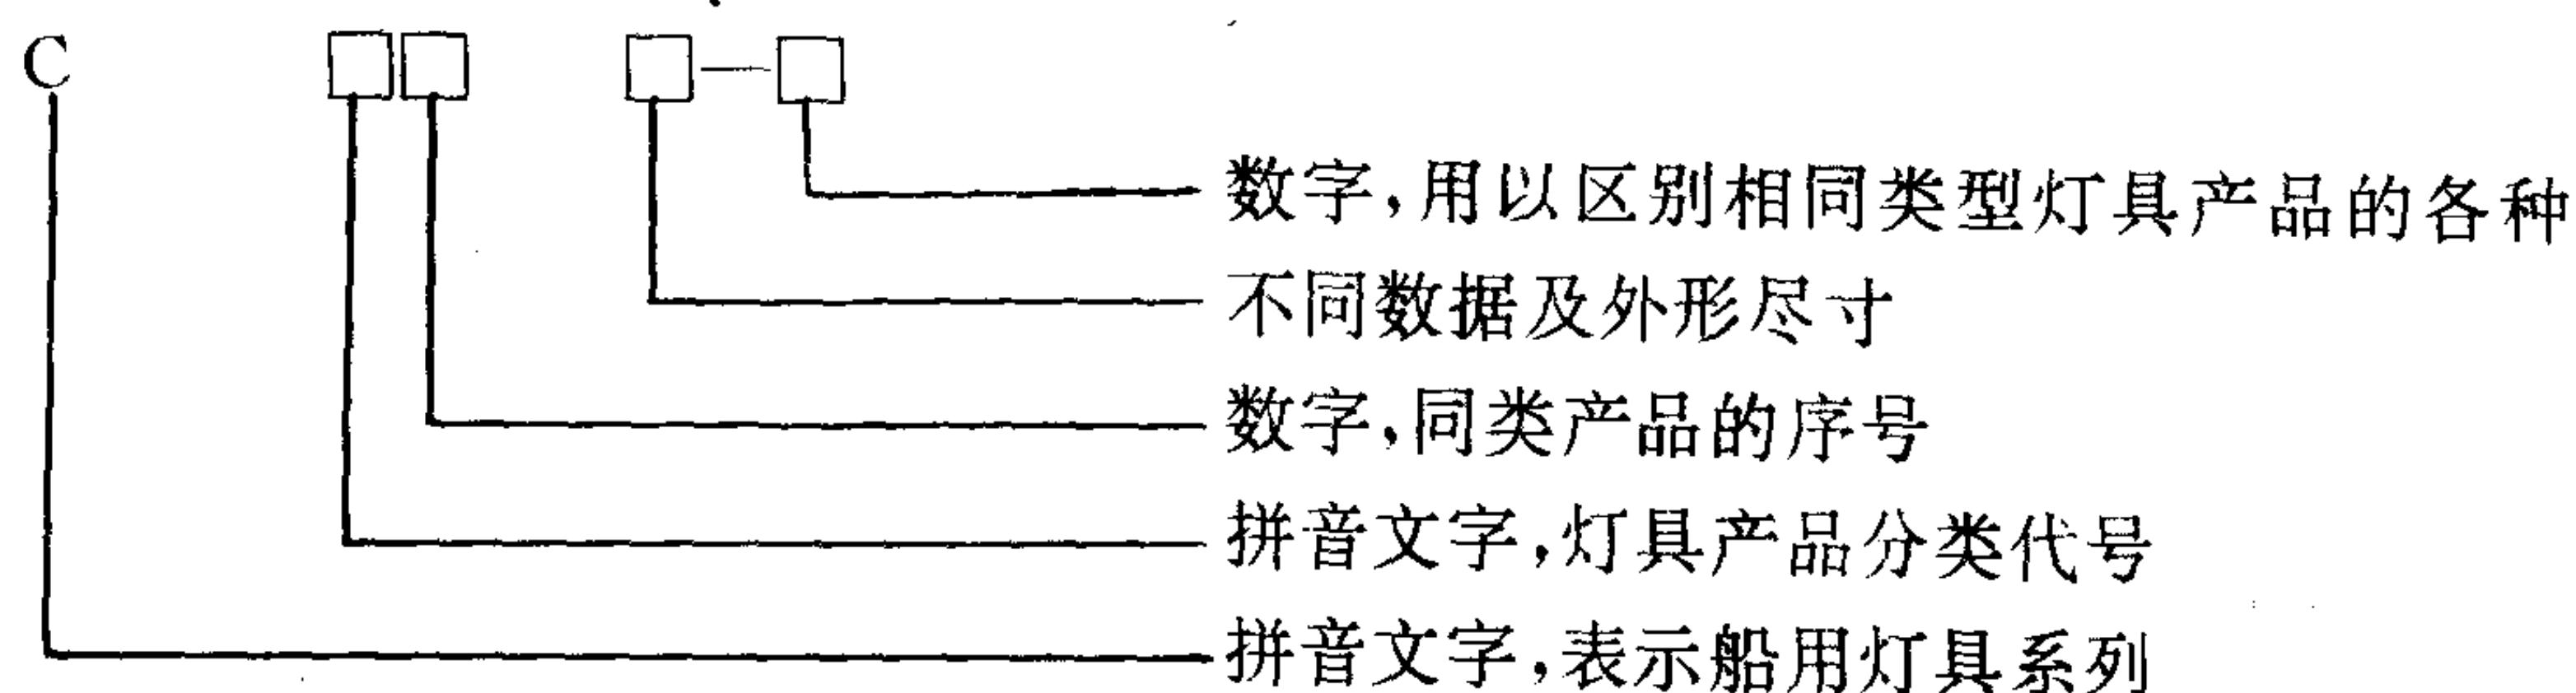 C □□ □—□
数字,用以区别相同类型灯具产品的各种
不同数据及外形尺寸
数字,同类产品的序号
拼音文字,灯具产品分类代号
拼音文字,表示船用灯具系列